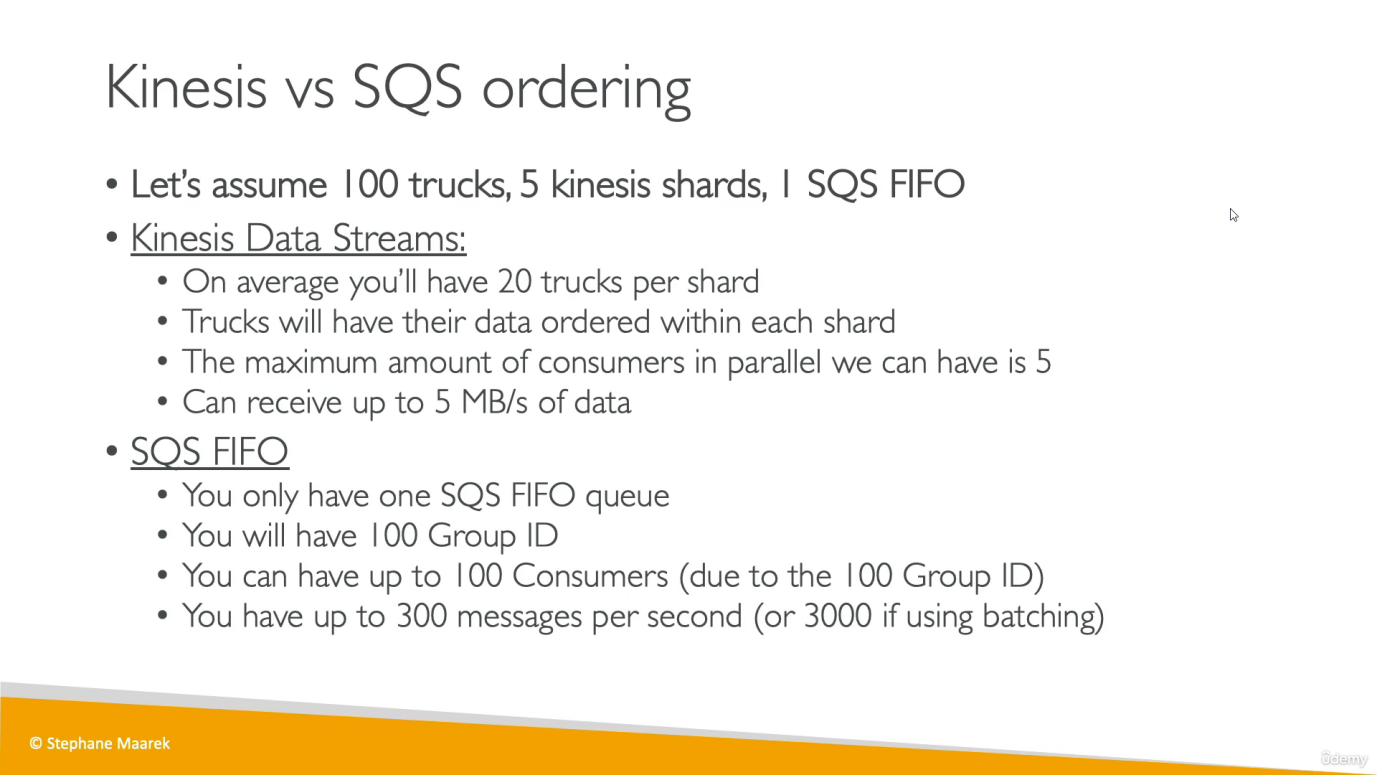 Kinesis vs SQS ordering
• Let's assume 100 trucks, 5 kinesis shards, 1 SQS FIFO
• Kinesis Data Streams:
• On average you'll have 20 trucks per shard
• Trucks will have their data ordered within each shard
• The maximum amount of consumers in parallel we can have is 5
• Can receive up to 5 MB/s of data
• SQS FIFO
• You only have one SQS FIFO queue
• You will have 100 Group ID
• You can have up to 100 Consumers (due to the 100 Group ID)
• You have up to 300 messages per second (or 3000 if using batching)
© Stephane Maarek
ûdemy